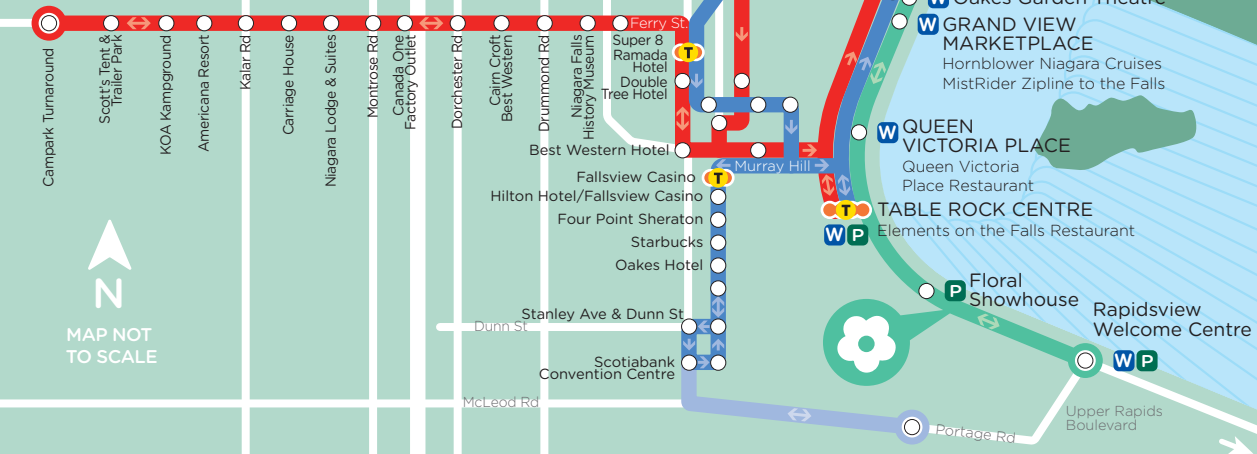 Oakes Garden Theatre
W
W
GRAND VIEW
MARKETPLACE
Hornblower Niagara Cruises
MistRider Zipline to the Falls
W
QUEEN
VICTORIA PLACE
Queen Victoria
Place Restaurant
T
TABLE ROCK CENTRE
W P
Elements on the Falls Restaurant
P
Floral
Showhouse
Rapidsview
Welcome Centre
W P
Upper Rapids
Boulevard
Portage Rd
Ferry St.
Super 8
T
Ramada
Hotel
Double
Tree Hotel
Best Western Hotel
Murray Hill
Fallsview Casino
T
Hilton Hotel/Fallsview Casino
Four Point Sheraton
Starbucks
Oakes Hotel
Stanley Ave & Dunn St
Dunn St
Scotiabank
Convention Centre
McLeod Rd
Campark Turnaround
Scott's Tent &
Trailer Park
KOA Kampground
Americana Resort
Kalar Rd
Carriage House
Niagara Lodge & Suites
Montrose Rd
Canada One
Factory Outlet
Dorchester Rd
Cairn Croft
Best Western
Drummond Rd
Niagara Falls
History Museum
N
MAP NOT
TO SCALE